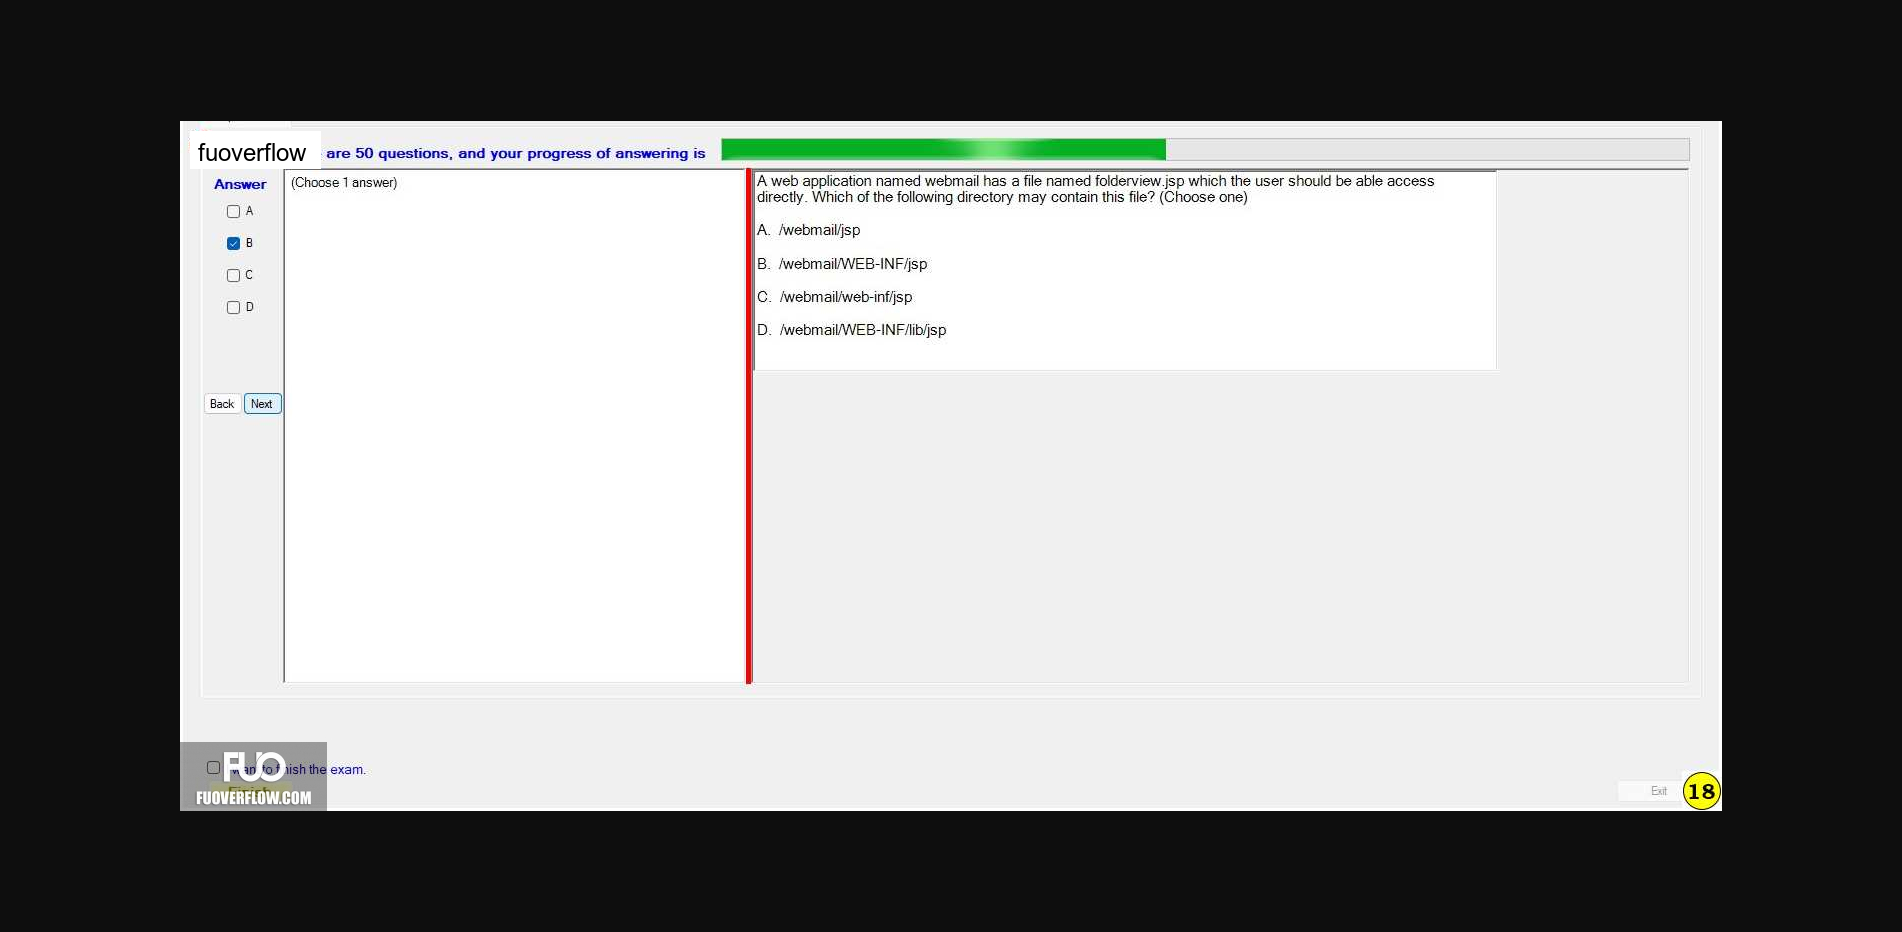 fuoverflow are 50 questions, and your progress of answering is
Answer
(Choose 1 answer)
A
B
C
D
Back Next
A web application named webmail has a file named folderview.jsp which the user should be able access
directly. Which of the following directory may contain this file? (Choose one)
A. /webmail/jsp
B. /webmail/WEB-INF/jsp
C. /webmail/web-inf/jsp
D. /webmail/WEB-INF/lib/jsp
want to finish the exam.
FUO
Finish
FUOVERFLOW.COM
Exit
18